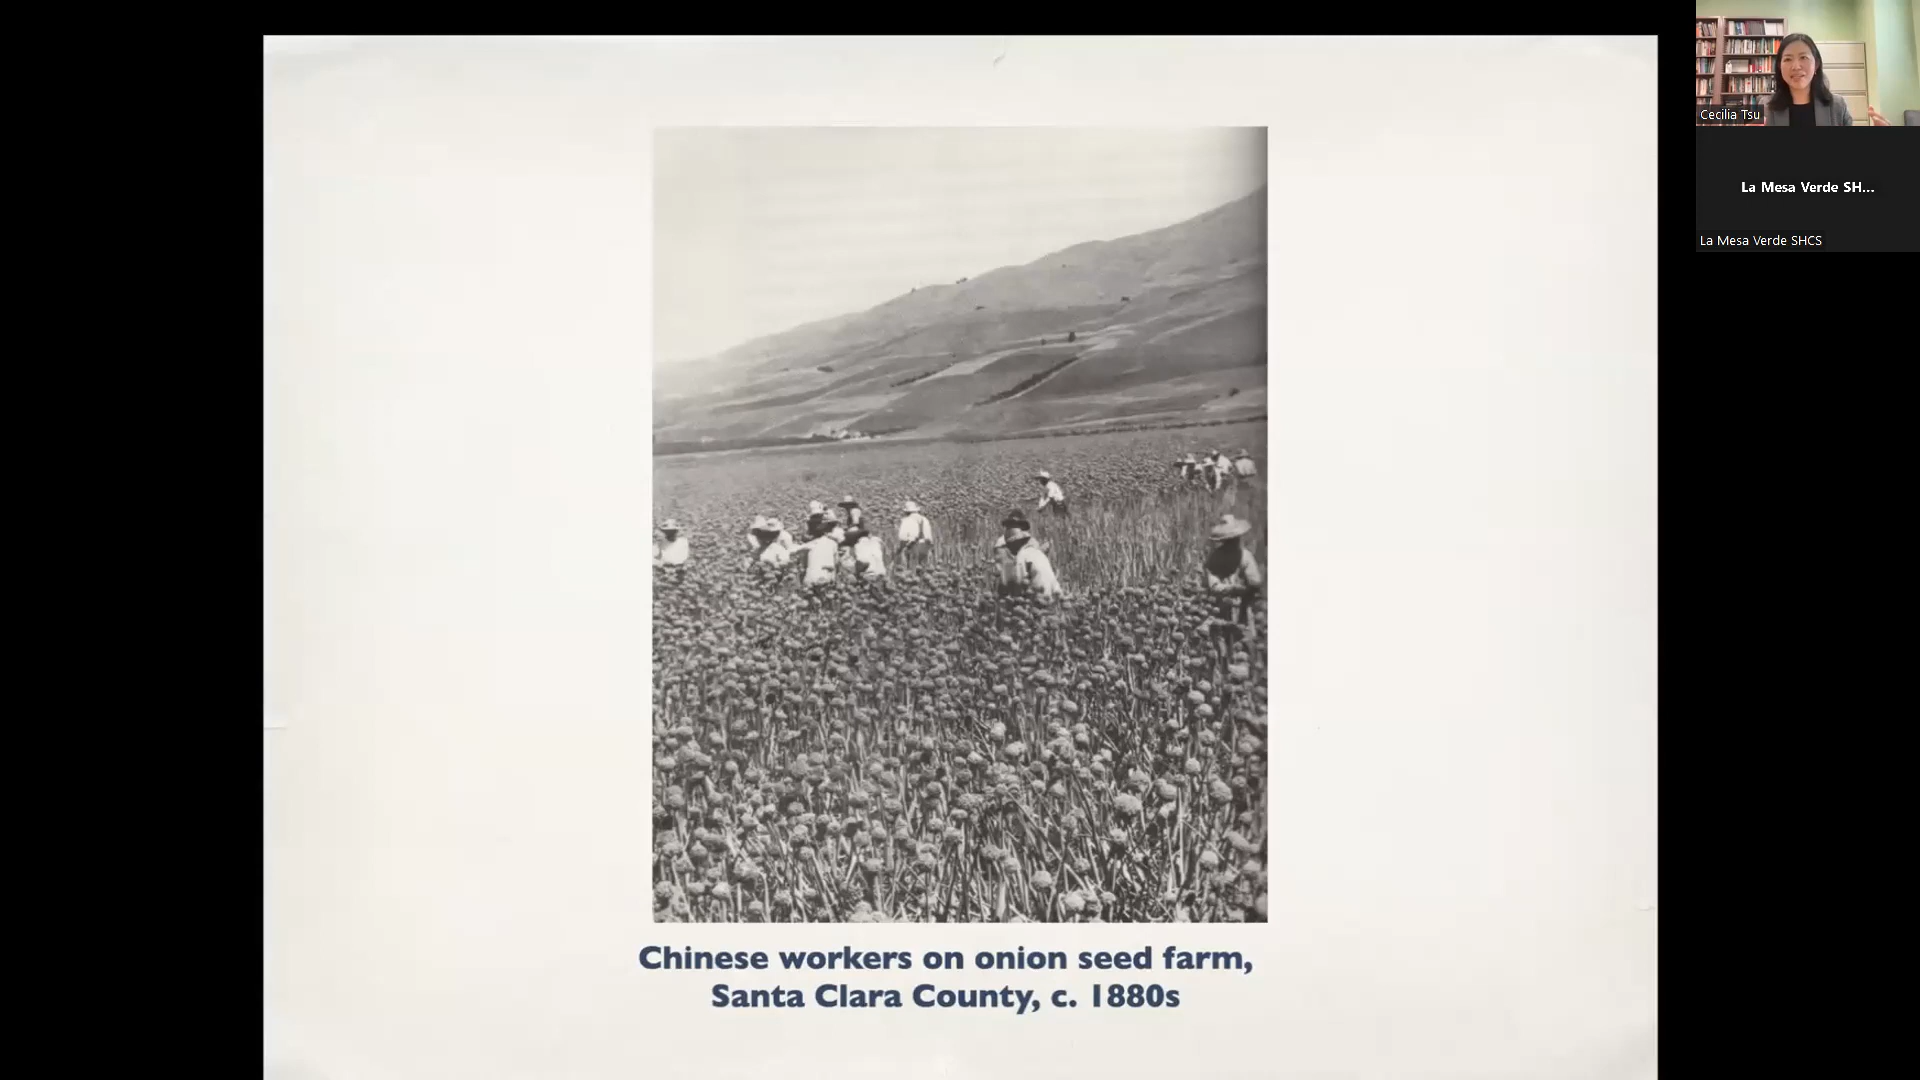 Cecilia Tsu
La Mesa Verde SH...
La Mesa Verde SHCS
Chinese workers on onion seed farm,
Santa Clara County, c. 1880s